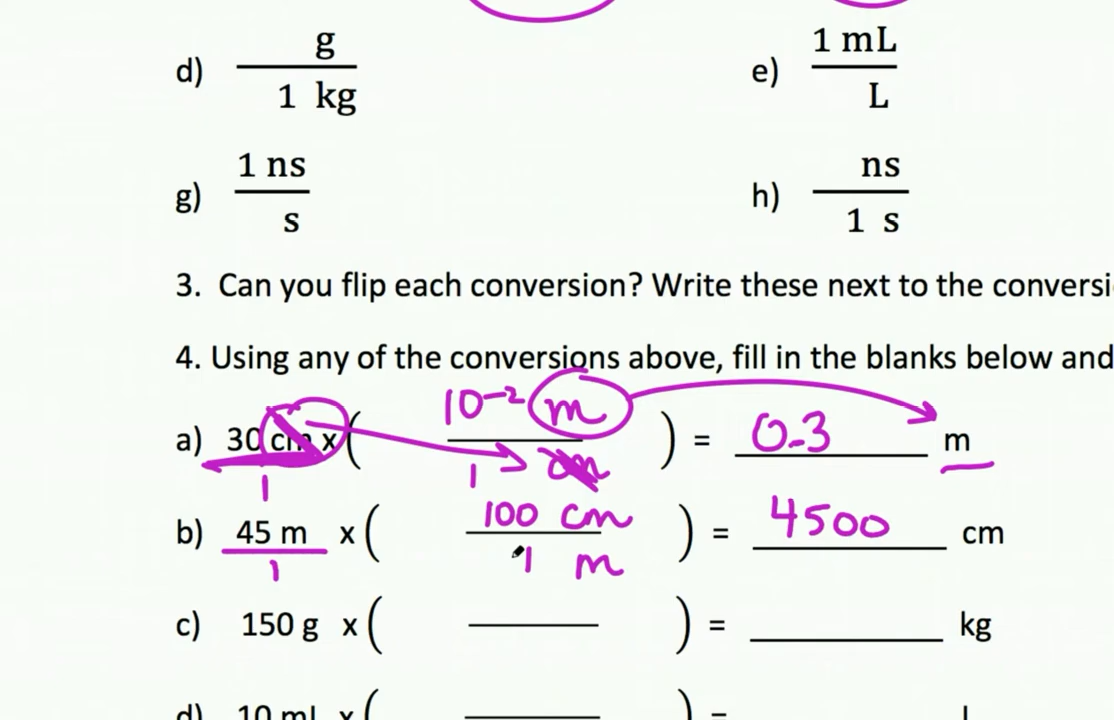 d) g / 1 kg
e) 1 mL / L
g) 1 ns / s
h) ns / 1 s
3. Can you flip each conversion? Write these next to the conversi
4. Using any of the conversions above, fill in the blanks below and
a) 30 cm x ( 10⁻² m / 1 cm ) = 0.3 m
1
b) 45 m x ( 100 cm / 1 m ) = 4500 cm
1
c) 150 g x ( ) = kg
d) 10 mL x ( ) = L